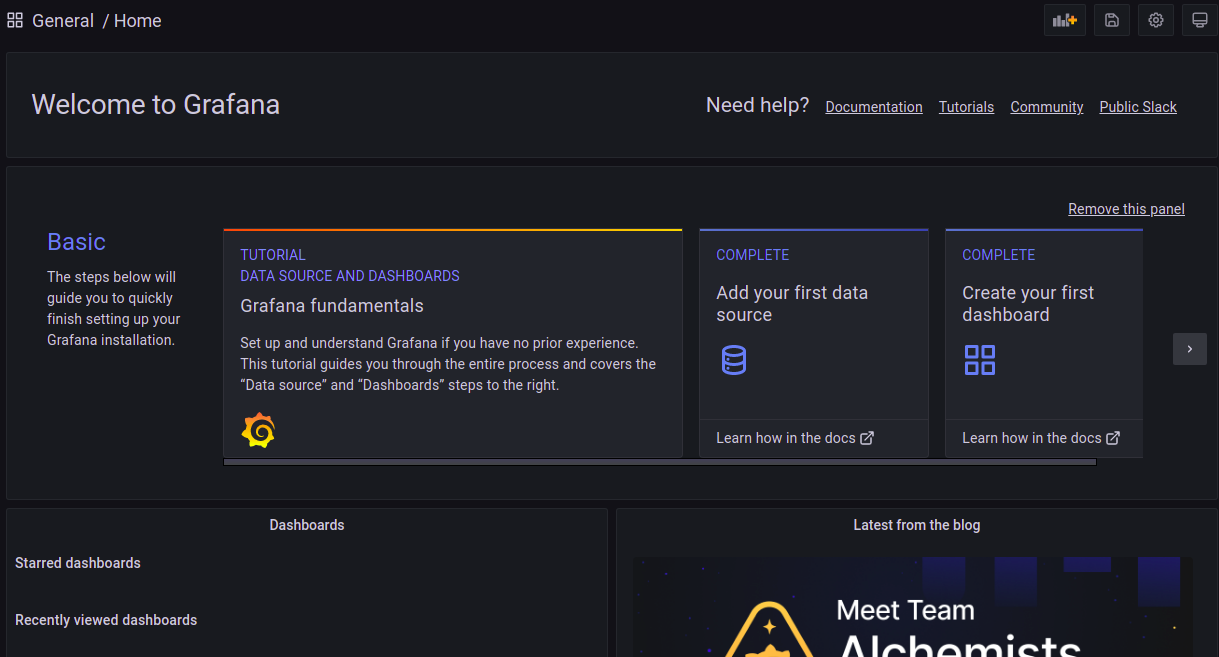 General / Home
Welcome to Grafana
Need help? Documentation Tutorials Community Public Slack
Remove this panel
Basic
The steps below will
guide you to quickly
finish setting up your
Grafana installation.
TUTORIAL
DATA SOURCE AND DASHBOARDS
Grafana fundamentals
Set up and understand Grafana if you have no prior experience.
This tutorial guides you through the entire process and covers the
“Data source” and “Dashboards” steps to the right.
COMPLETE
Add your first data
source
Learn how in the docs
COMPLETE
Create your first
dashboard
Learn how in the docs
Dashboards
Starred dashboards
Recently viewed dashboards
Latest from the blog
Meet Team
Alchemists